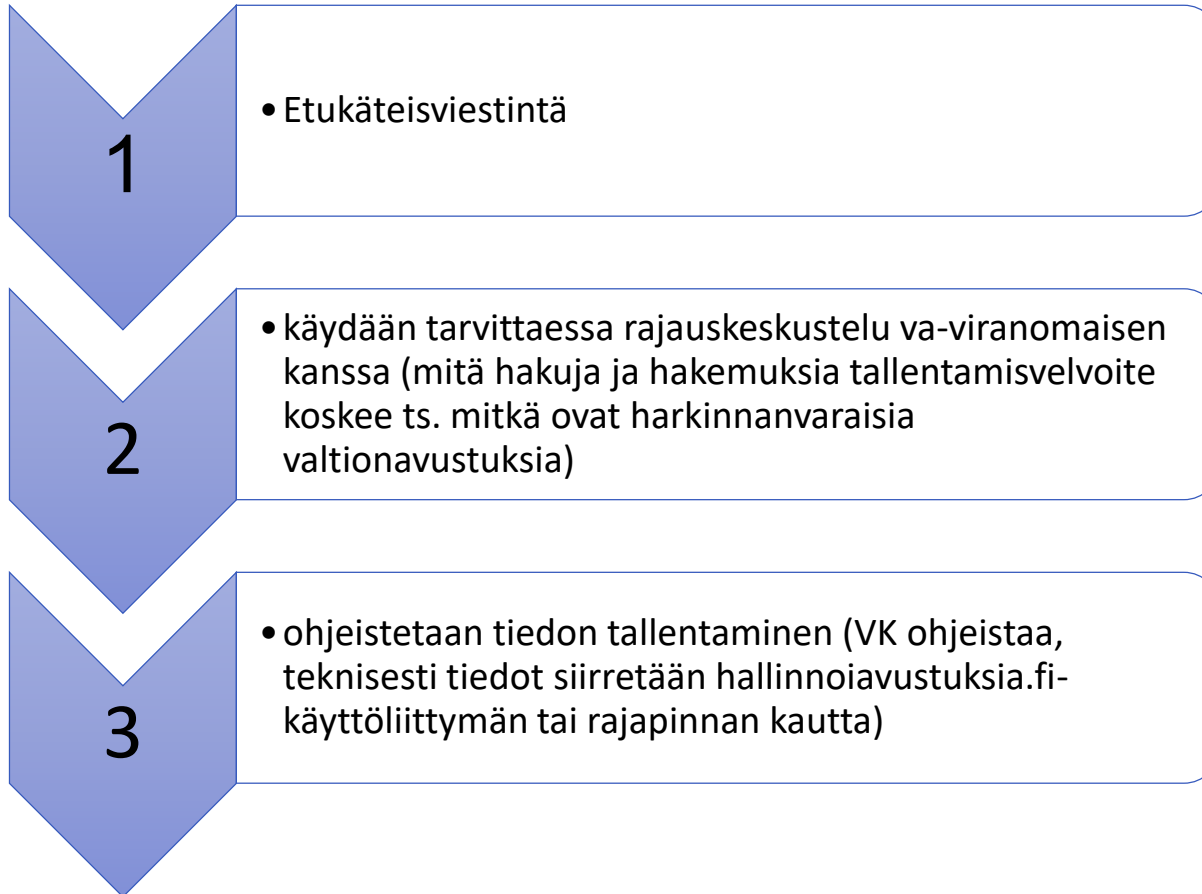 1
• Etukäteisviestintä
2
• käydään tarvittaessa rajauskeskustelu va-viranomaisen
kanssa (mitä hakuja ja hakemuksia tallentamisvelvoite
koskee ts. mitkä ovat harkinnanvaraisia
valtionavustuksia)
3
• ohjeistetaan tiedon tallentaminen (VK ohjeistaa,
teknisesti tiedot siirretään hallinnoiavustuksia.fi-
käyttöliittymän tai rajapinnan kautta)